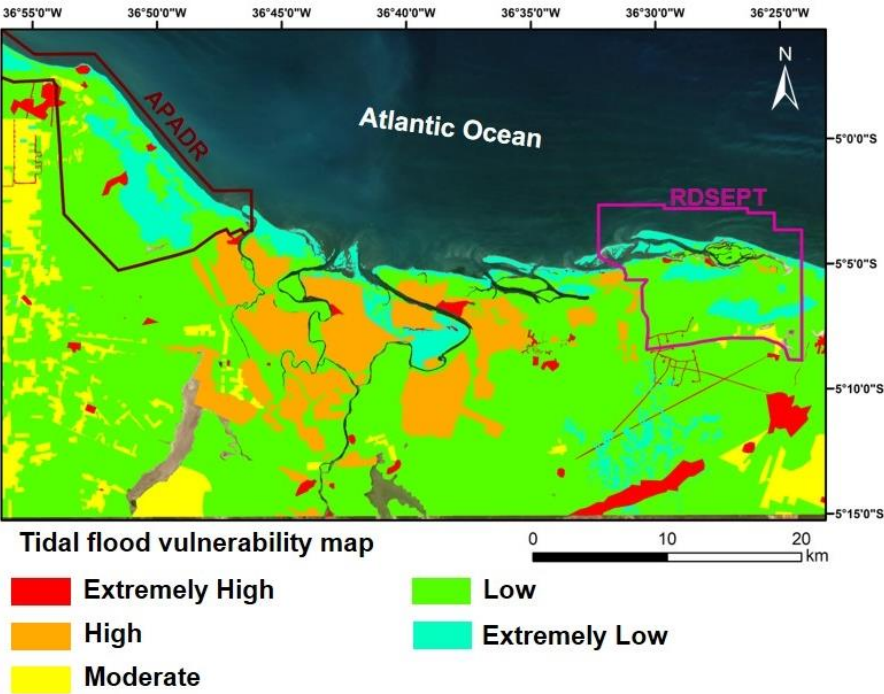 36°55'0"W 36°50'0"W 36°45'0"W 36°40'0"W 36°35'0"W 36°30'0"W 36°25'0"W
N
APADR
Atlantic Ocean
5°0'0"S
RDSEPT
5°5'0"S
5°10'0"S
5°15'0"S
Tidal flood vulnerability map
0 10 20
km
Extremely High
Low
High
Extremely Low
Moderate